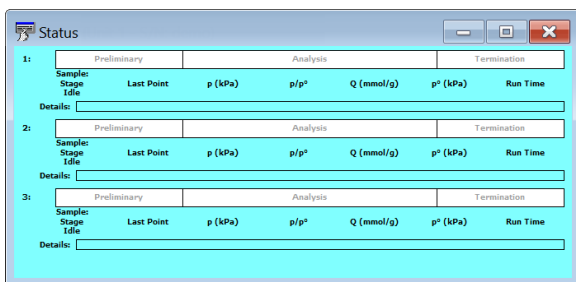 Status
1: Preliminary Analysis Termination
Sample:
Stage Last Point p (kPa) p/p° Q (mmol/g) p° (kPa) Run Time
Idle
Details:
2: Preliminary Analysis Termination
Sample:
Stage Last Point p (kPa) p/p° Q (mmol/g) p° (kPa) Run Time
Idle
Details:
3: Preliminary Analysis Termination
Sample:
Stage Last Point p (kPa) p/p° Q (mmol/g) p° (kPa) Run Time
Idle
Details: